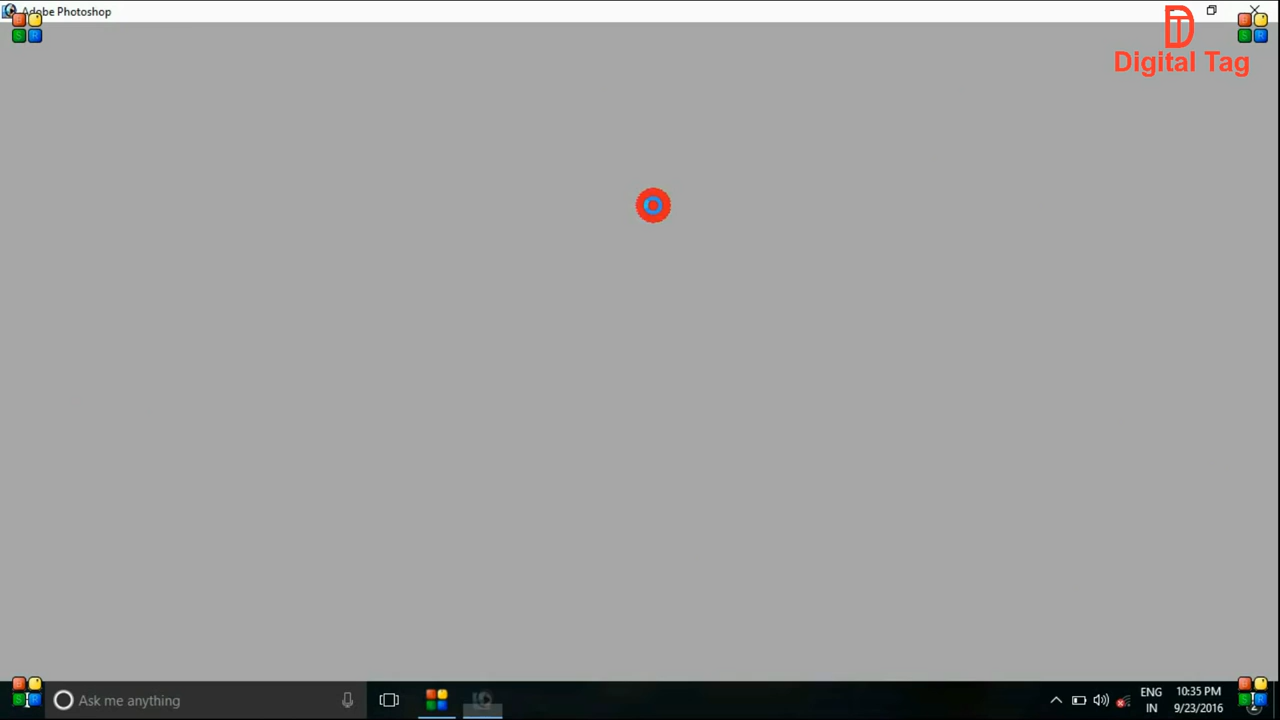 Adobe Photoshop
Digital Tag
Ask me anything
ENG
IN
10:35 PM
9/23/2016